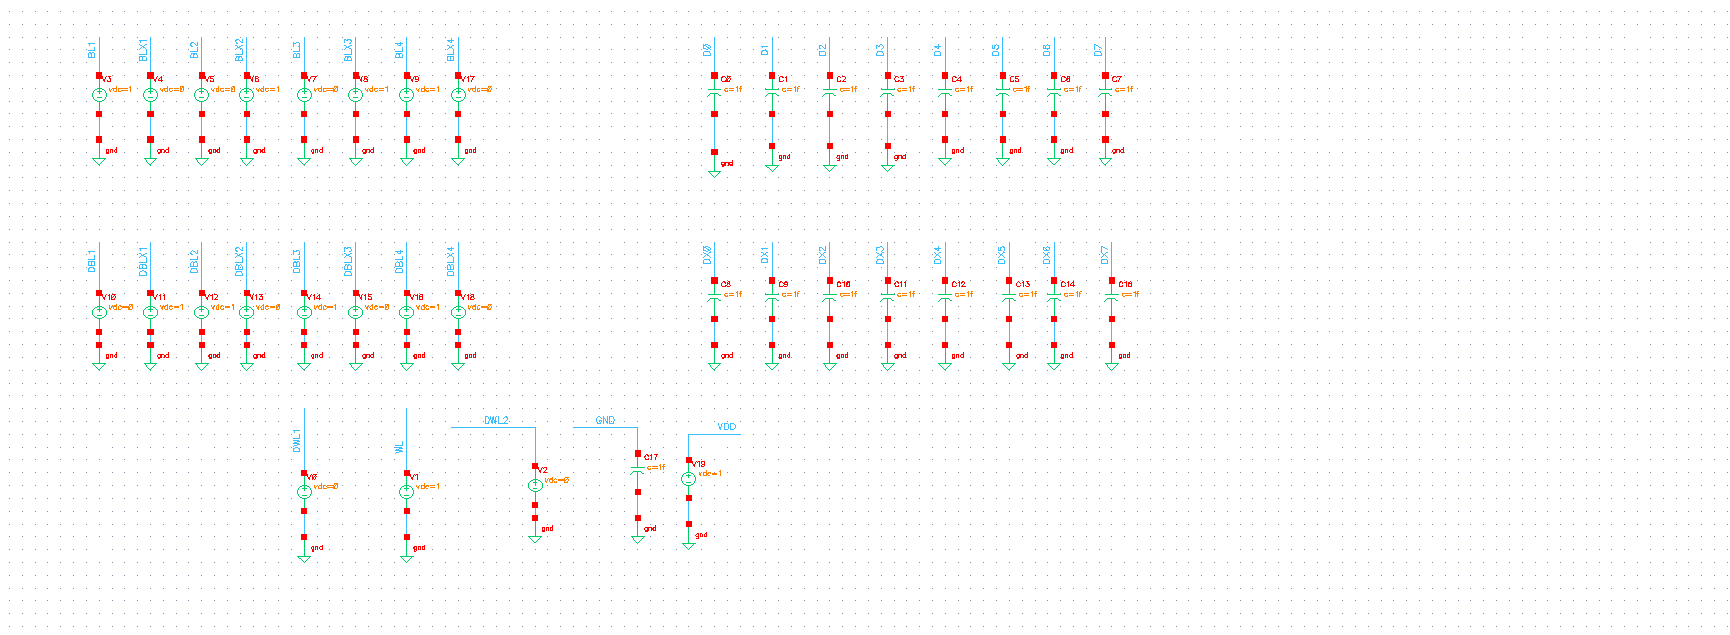 BL1 BLX1 BL2 BLX2 BL3 BLX3 BL4 BLX4 D0 D1 D2 D3 D4 D5 D6 D7
V3 V4 V5 V6 V7 V8 V9 V17 C0 C1 C2 C3 C4 C5 C6 C7
vdc=1 vdc=0 vdc=0 vdc=1 vdc=0 vdc=1 vdc=1 vdc=0 c=1f c=1f c=1f c=1f c=1f c=1f c=1f c=1f
gnd gnd gnd gnd gnd gnd gnd gnd gnd gnd gnd gnd gnd gnd gnd gnd
DBL1 DBLX1 DBL2 DBLX2 DBL3 DBLX3 DBL4 DBLX4 DX0 DX1 DX2 DX3 DX4 DX5 DX6 DX7
V10 V11 V12 V13 V14 V15 V16 V18 C8 C9 C10 C11 C12 C13 C14 C16
vdc=0 vdc=1 vdc=1 vdc=0 vdc=1 vdc=0 vdc=1 vdc=0 c=1f c=1f c=1f c=1f c=1f c=1f c=1f c=1f
gnd gnd gnd gnd gnd gnd gnd gnd gnd gnd gnd gnd gnd gnd gnd gnd
DWL1 WL DWL2 GND VDD
V0 V1 V2 C17 V19
vdc=0 vdc=1 vdc=0 c=1f vdc=1
gnd gnd gnd gnd gnd